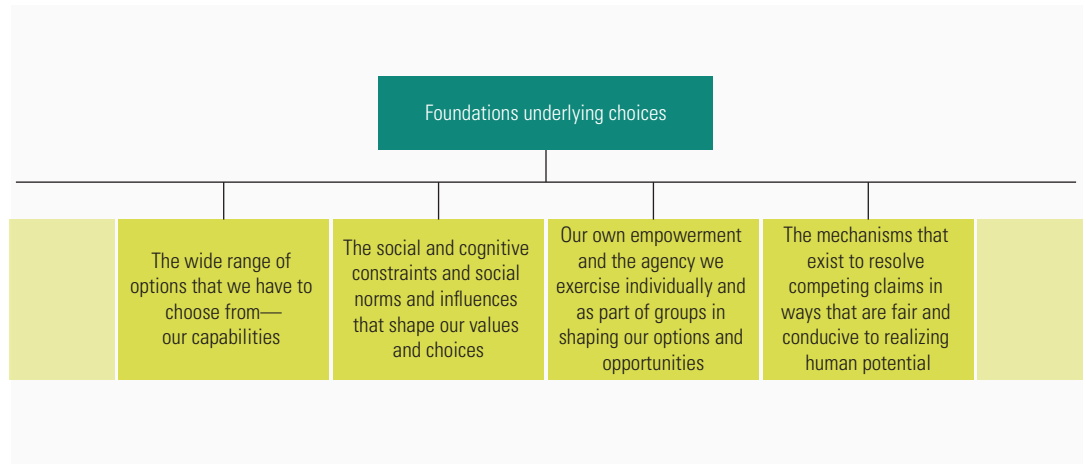 Foundations underlying choices
The wide range of
options that we have to
choose from—
our capabilities
The social and cognitive
constraints and social
norms and influences
that shape our values
and choices
Our own empowerment
and the agency we
exercise individually and
as part of groups in
shaping our options and
opportunities
The mechanisms that
exist to resolve
competing claims in
ways that are fair and
conducive to realizing
human potential